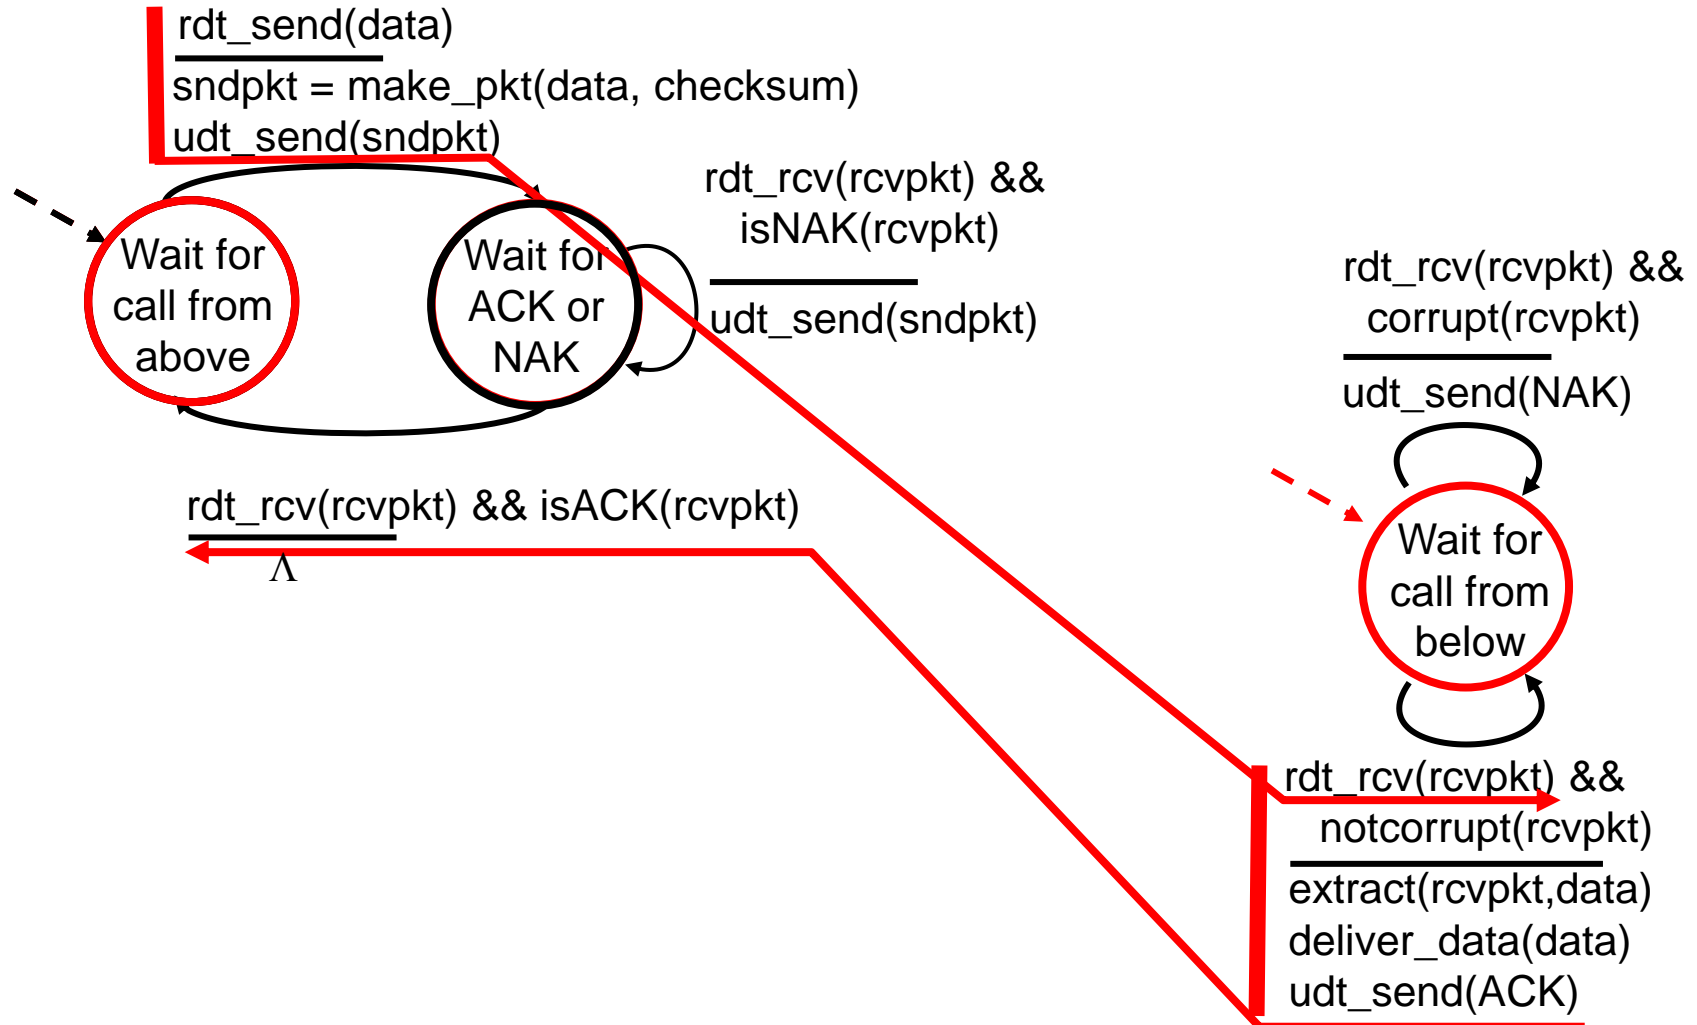 rdt_send(data)
sndpkt = make_pkt(data, checksum)
udt_send(sndpkt)
rdt_rcv(rcvpkt) &&
isNAK(rcvpkt)
udt_send(sndpkt)
Wait for
call from
above
Wait for
ACK or
NAK
rdt_rcv(rcvpkt) && isACK(rcvpkt)
Λ
rdt_rcv(rcvpkt) &&
corrupt(rcvpkt)
udt_send(NAK)
Wait for
call from
below
rdt_rcv(rcvpkt) &&
notcorrupt(rcvpkt)
extract(rcvpkt,data)
deliver_data(data)
udt_send(ACK)